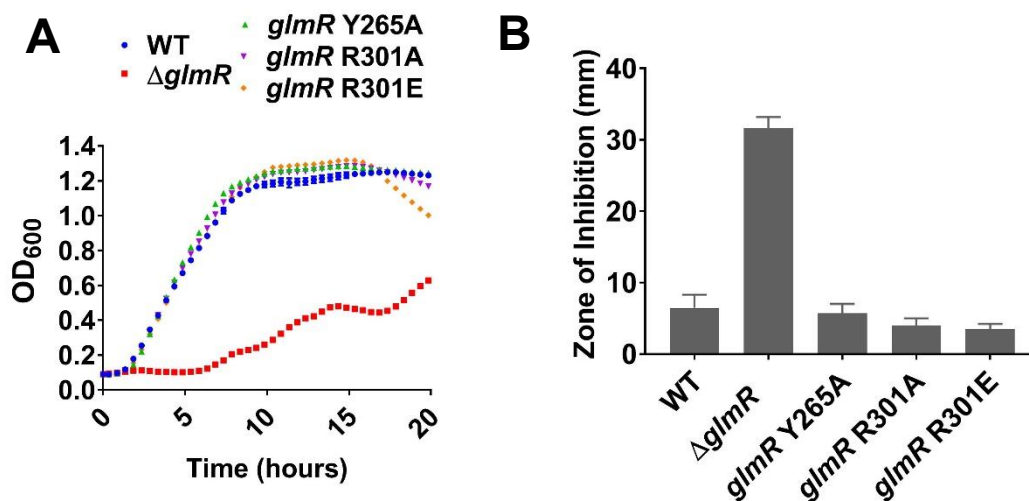 A
WT
ΔglmR
glmR Y265A
glmR R301A
glmR R301E
OD600
1.4
1.2
1.0
0.8
0.6
0.4
0.2
0.0
0
5
10
15
20
Time (hours)
B
Zone of Inhibition (mm)
40
30
20
10
0
WT
ΔglmR
glmR Y265A
glmR R301A
glmR R301E